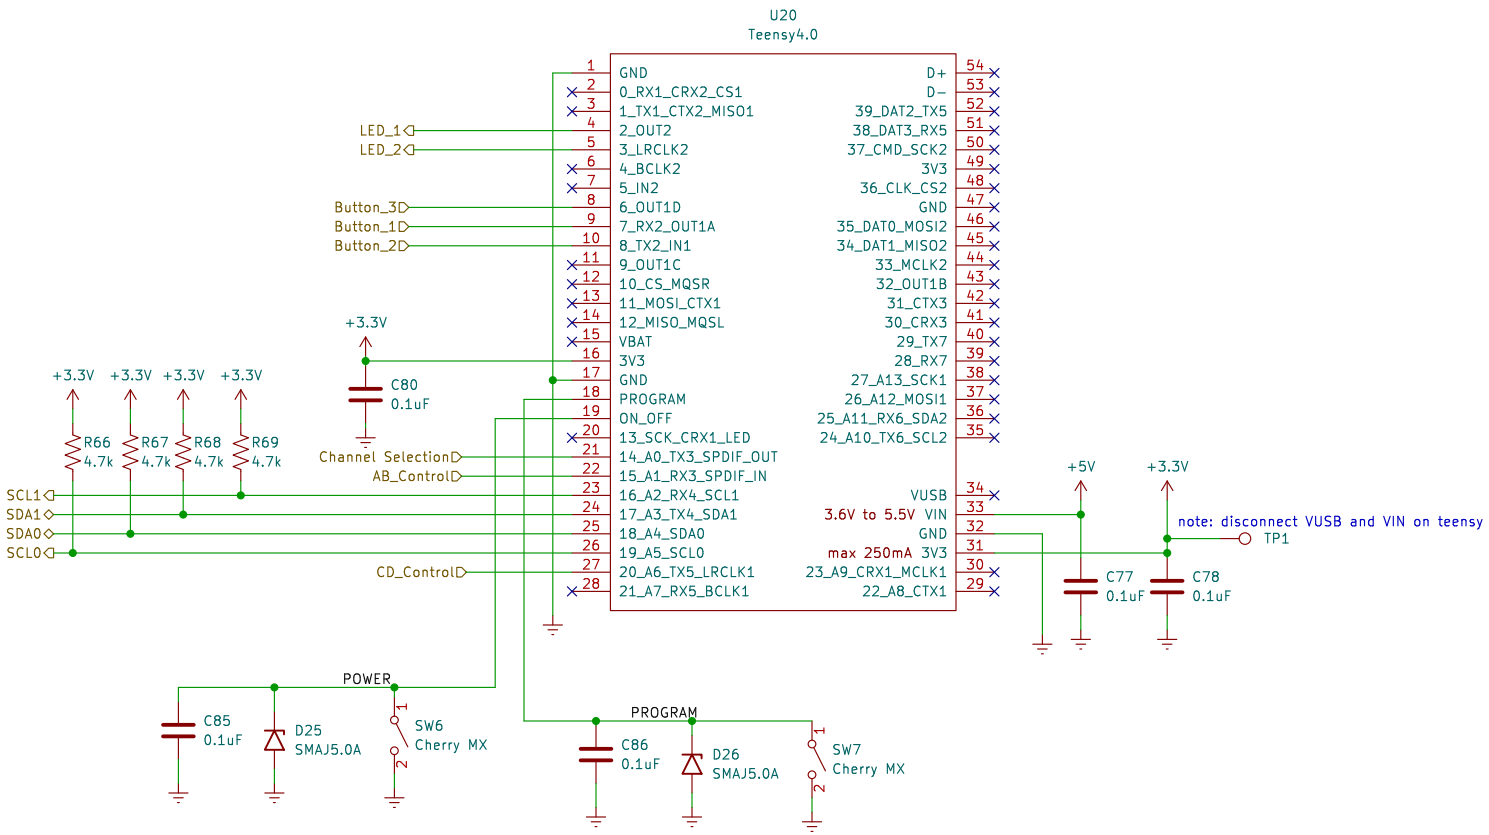 U20
Teensy4.0
1 GND
2 0_RX1_CRX2_CS1
3 1_TX1_CTX2_MISO1
LED_1 4 2_OUT2
LED_2 5 3_LRCLK2
6 4_BCLK2
7 5_IN2
Button_3 8 6_OUT1D
Button_1 9 7_RX2_OUT1A
Button_2 10 8_TX2_IN1
11 9_OUT1C
12 10_CS_MQSR
13 11_MOSI_CTX1
14 12_MISO_MQSL
15 VBAT
16 3V3
17 GND
18 PROGRAM
19 ON_OFF
20 13_SCK_CRX1_LED
Channel Selection 21 14_A0_TX3_SPDIF_OUT
AB_Control 22 15_A1_RX3_SPDIF_IN
SCL1 23 16_A2_RX4_SCL1
SDA1 24 17_A3_TX4_SDA1
SDA0 25 18_A4_SDA0
SCL0 26 19_A5_SCL0
CD_Control 27 20_A6_TX5_LRCLK1
28 21_A7_RX5_BCLK1
D+ 54
D- 53
39_DAT2_TX5 52
38_DAT3_RX5 51
37_CMD_SCK2 50
3V3 49
36_CLK_CS2 48
GND 47
35_DAT0_MOSI2 46
34_DAT1_MISO2 45
33_MCLK2 44
32_OUT1B 43
31_CTX3 42
30_CRX3 41
29_TX7 40
28_RX7 39
27_A13_SCK1 38
26_A12_MOSI1 37
25_A11_RX6_SDA2 36
24_A10_TX6_SCL2 35
VUSB 34
3.6V to 5.5V VIN 33
GND 32
max 250mA 3V3 31
23_A9_CRX1_MCLK1 30
22_A8_CTX1 29
+3.3V
C80
0.1uF
+3.3V +3.3V +3.3V +3.3V
R66 R67 R68 R69
4.7k 4.7k 4.7k 4.7k
+5V +3.3V
note: disconnect VUSB and VIN on teensy
TP1
C77 C78
0.1uF 0.1uF
POWER
C85
0.1uF
D25
SMAJ5.0A
1
SW6
Cherry MX
2
PROGRAM
C86
0.1uF
D26
SMAJ5.0A
1
SW7
Cherry MX
2